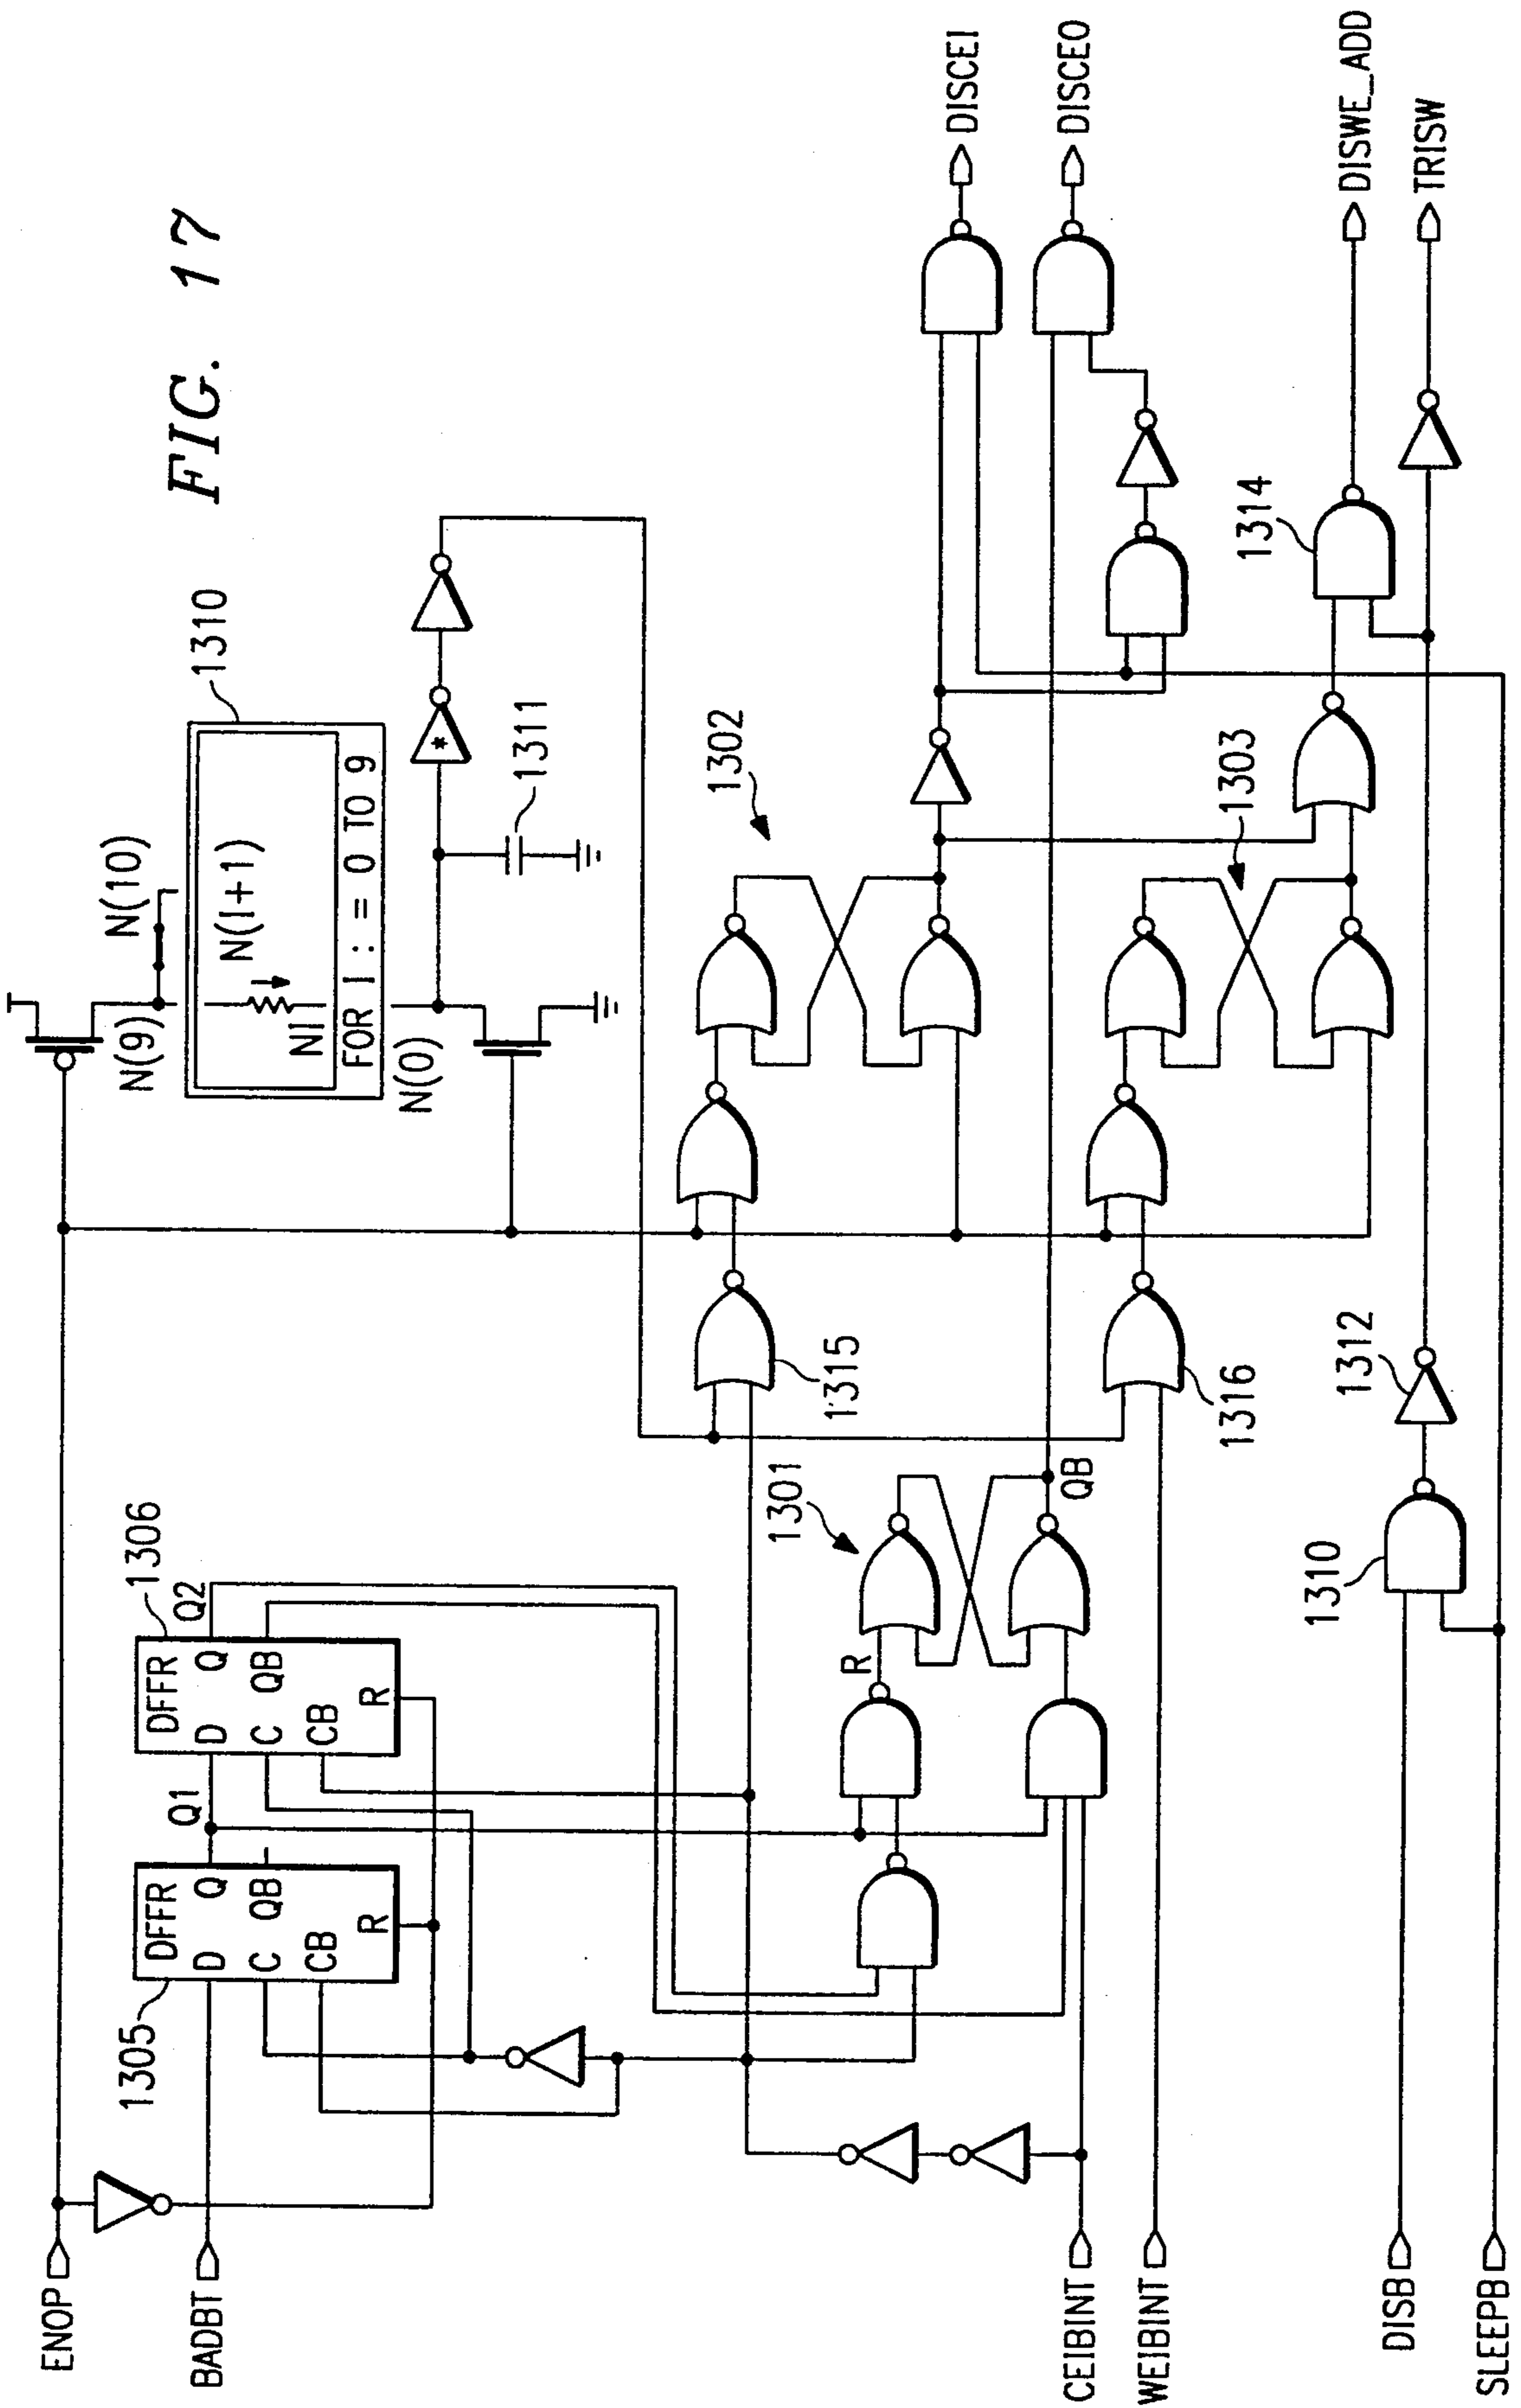 FIG. 17
ENOP
BADBT
CEIBINT
WEIBINT
DISB
SLEEPB
1305
DFFR
D Q
C QB
CB
R
Q1
1306
DFFR
D Q
C QB
CB
R
Q2
N(9)
N(10)
1310
N(I+1)
I
NI
FOR I : = 0 TO 9
N(0)
*
1311
1301
R
QB
1315
1316
1302
1303
1310
1312
1314
DISCEI
DISCEO
DISWE_ADD
TRISW